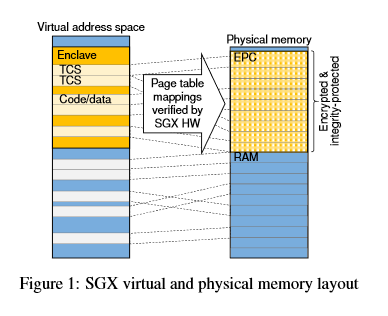 Virtual address space
Physical memory
Enclave
TCS
TCS
Code/data
Page table
mappings
verified by
SGX HW
EPC
RAM
Encrypted &
integrity-protected
Figure 1: SGX virtual and physical memory layout